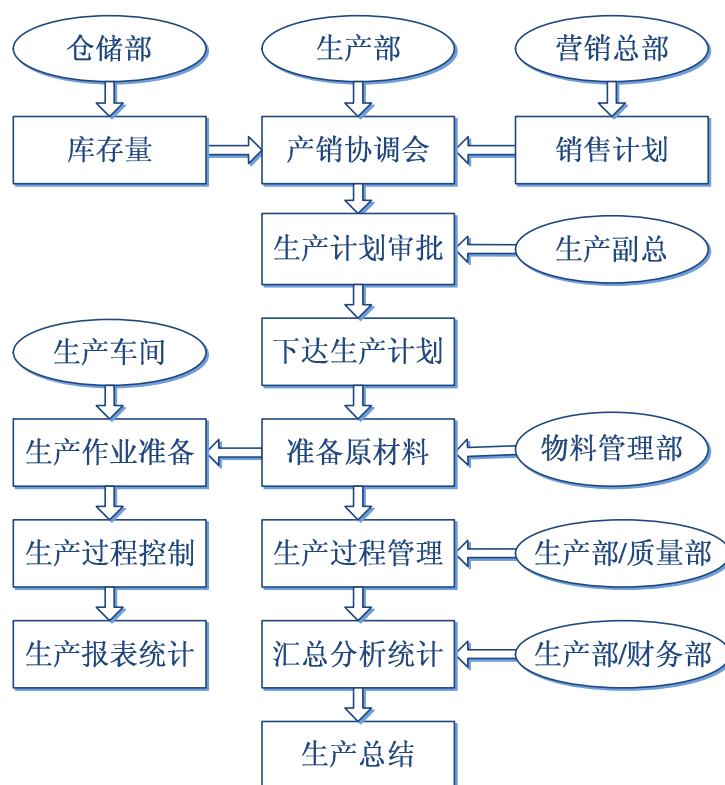 仓储部
生产部
营销总部
库存量
产销协调会
销售计划
生产计划审批
生产副总
生产车间
下达生产计划
生产作业准备
准备原材料
物料管理部
生产过程控制
生产过程管理
生产部/质量部
生产报表统计
汇总分析统计
生产部/财务部
生产总结